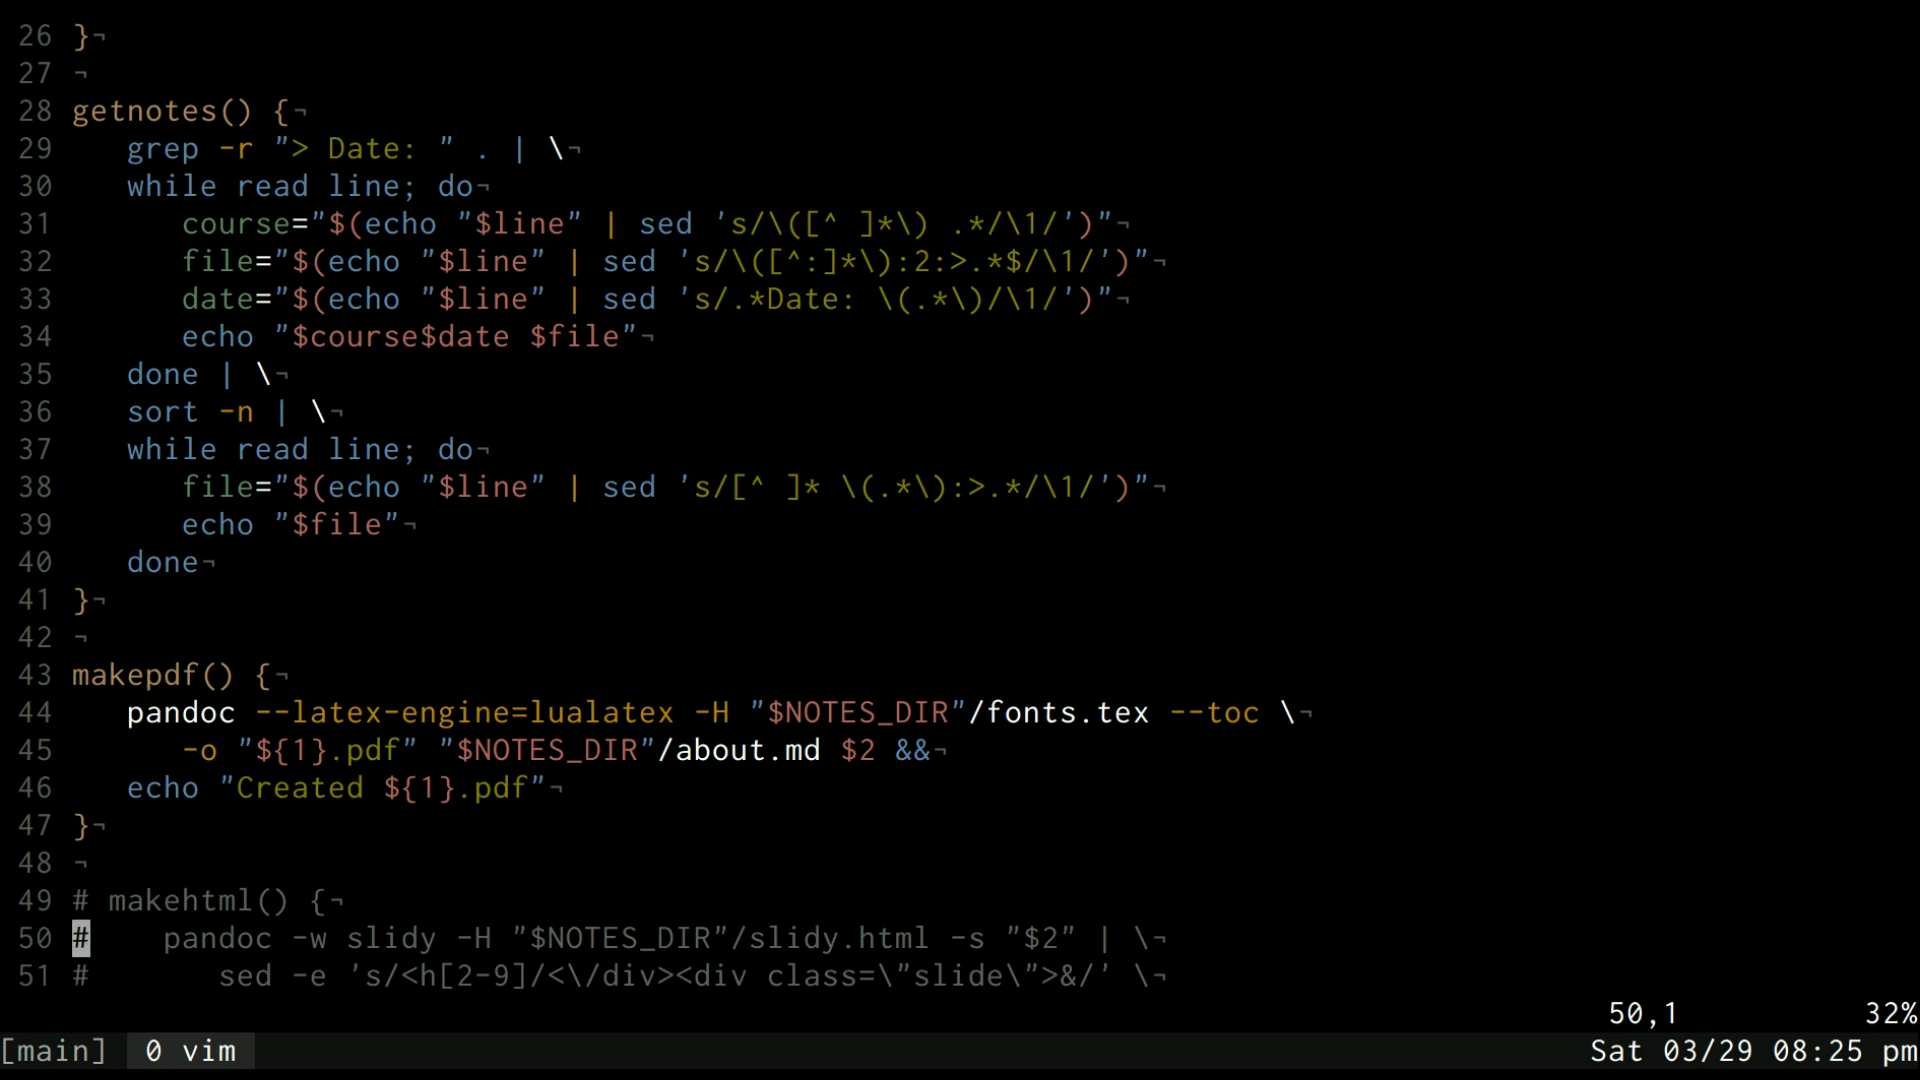 26 }¬
27 ¬
28 getnotes() {¬
29    grep -r "> Date: " . | \¬
30    while read line; do¬
31       course="$(echo "$line" | sed 's/\([^ ]*\) .*/\1/')"¬
32       file="$(echo "$line" | sed 's/\([^:]*\):2:>.*$/\1/')"¬
33       date="$(echo "$line" | sed 's/.*Date: \(.*\)/\1/')"¬
34       echo "$course$date $file"¬
35    done | \¬
36    sort -n | \¬
37    while read line; do¬
38       file="$(echo "$line" | sed 's/[^ ]* \(.*\):>.*/\1/')"¬
39       echo "$file"¬
40    done¬
41 }¬
42 ¬
43 makepdf() {¬
44    pandoc --latex-engine=lualatex -H "$NOTES_DIR"/fonts.tex --toc \¬
45       -o "${1}.pdf" "$NOTES_DIR"/about.md $2 &&¬
46    echo "Created ${1}.pdf"¬
47 }¬
48 ¬
49 # makehtml() {¬
50 #    pandoc -w slidy -H "$NOTES_DIR"/slidy.html -s "$2" | \¬
51 #       sed -e 's/<h[2-9]/<\/div><div class=\"slide\">&/' \¬
50,1 32%
[main] 0 vim Sat 03/29 08:25 pm